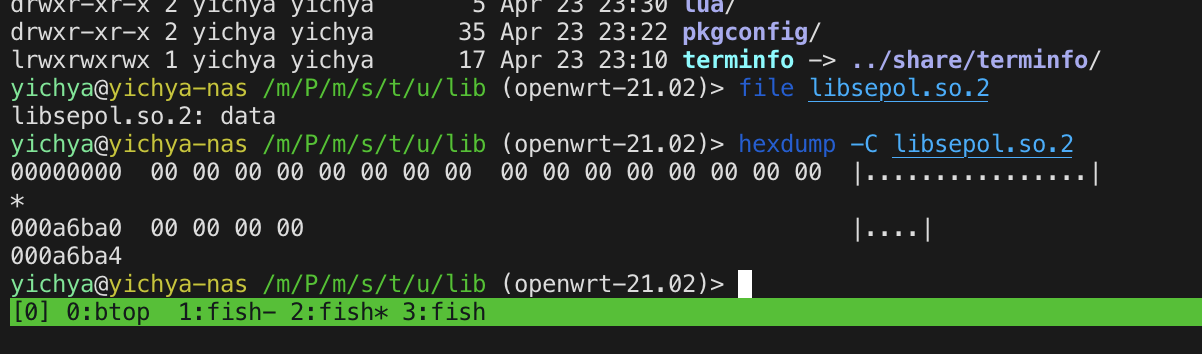 drwxr-xr-x 2 yichya yichya      5 Apr 23 23:30 lua/
drwxr-xr-x 2 yichya yichya     35 Apr 23 23:22 pkgconfig/
lrwxrwxrwx 1 yichya yichya     17 Apr 23 23:10 terminfo -> ../share/terminfo/
yichya@yichya-nas /m/P/m/s/t/u/lib (openwrt-21.02)> file libsepol.so.2
libsepol.so.2: data
yichya@yichya-nas /m/P/m/s/t/u/lib (openwrt-21.02)> hexdump -C libsepol.so.2
00000000  00 00 00 00 00 00 00 00  00 00 00 00 00 00 00 00  |................|
*
000a6ba0  00 00 00 00                                       |....|
000a6ba4
yichya@yichya-nas /m/P/m/s/t/u/lib (openwrt-21.02)>
[0] 0:btop  1:fish- 2:fish* 3:fish